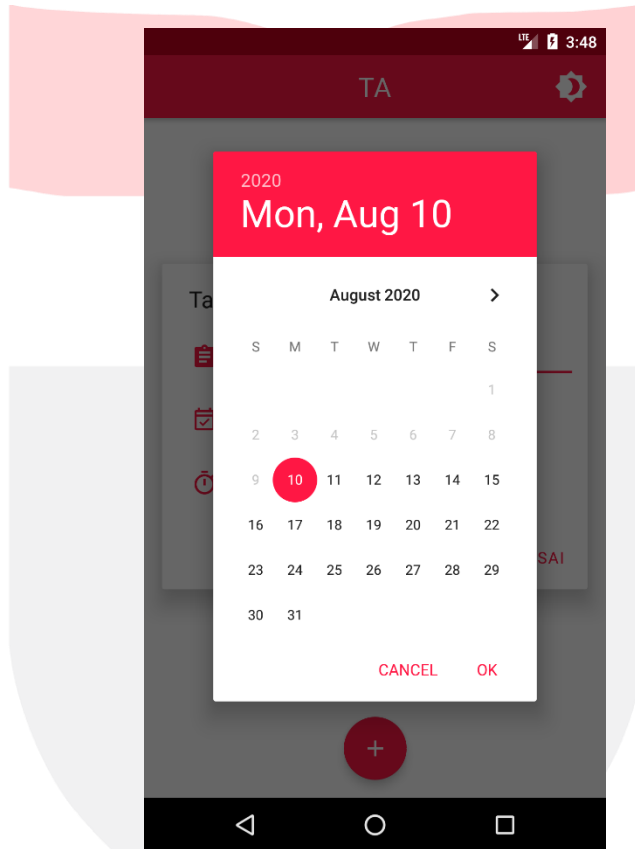 LTE 3:48
TA
2020
Mon, Aug 10
Ta
August 2020
S M T W T F S
1
2 3 4 5 6 7 8
9 10 11 12 13 14 15
16 17 18 19 20 21 22
23 24 25 26 27 28 29
SAI
30 31
CANCEL OK